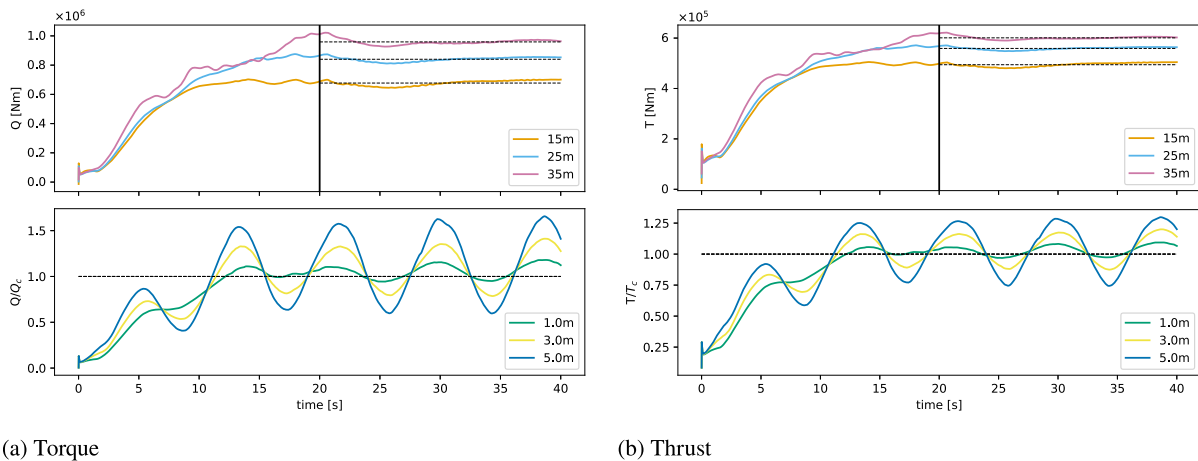 ×10⁶
1.0
0.8
0.6
0.4
0.2
0.0
Q [Nm]
15m
25m
35m
1.5
1.0
0.5
0.0
Q/Q_c
1.0m
3.0m
5.0m
0 5 10 15 20 25 30 35 40
time [s]
(a) Torque
×10⁵
6
4
2
0
T [Nm]
15m
25m
35m
1.25
1.00
0.75
0.50
0.25
T/T_c
1.0m
3.0m
5.0m
0 5 10 15 20 25 30 35 40
time [s]
(b) Thrust